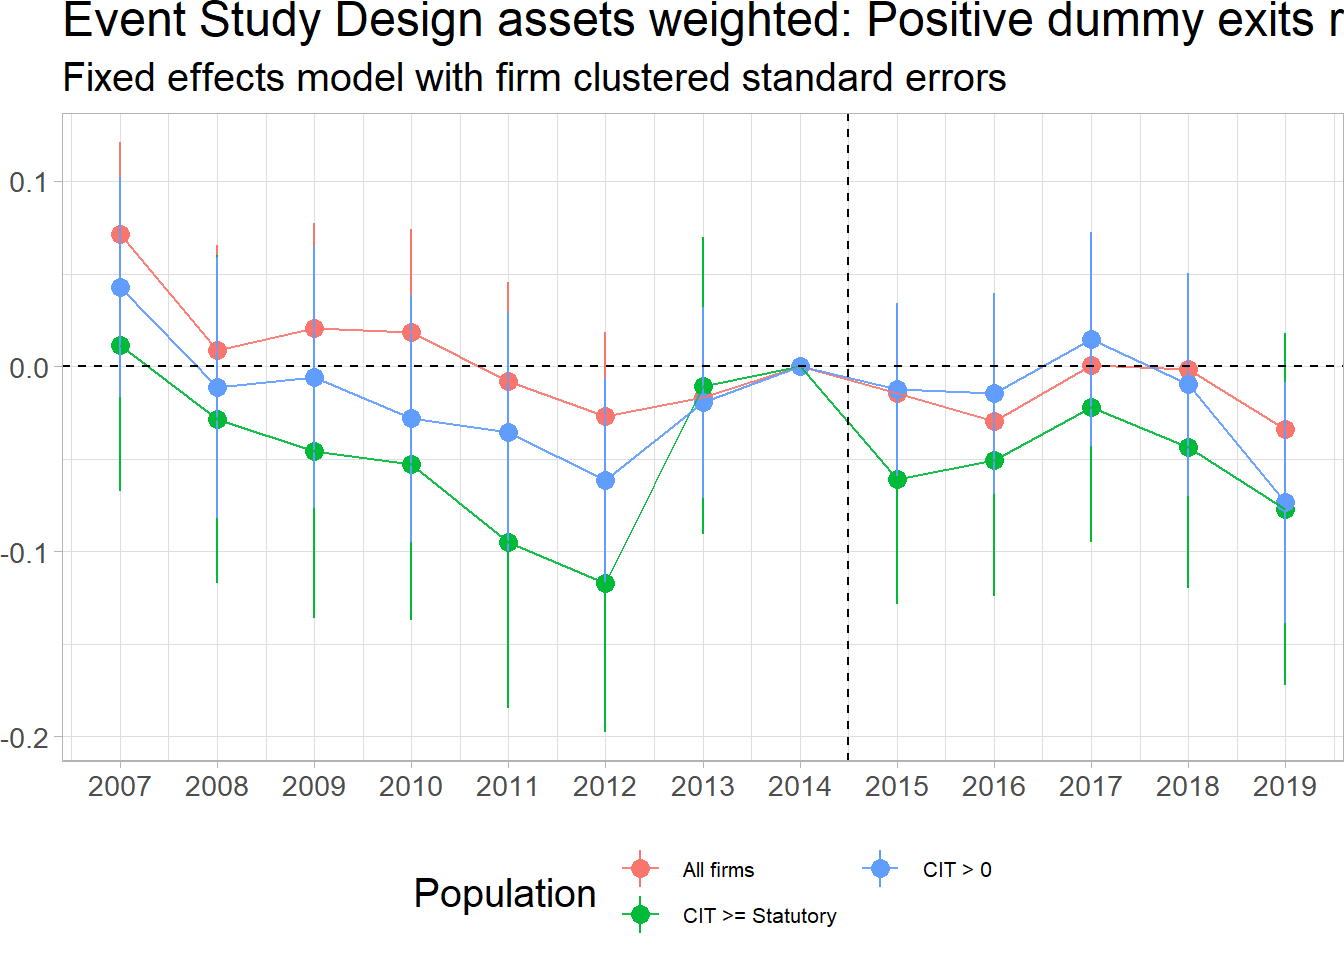 Event Study Design assets weighted: Positive dummy exits
Fixed effects model with firm clustered standard errors
0.1
0.0
-0.1
-0.2
2007 2008 2009 2010 2011 2012 2013 2014 2015 2016 2017 2018 2019
Population
All firms
CIT > 0
CIT >= Statutory